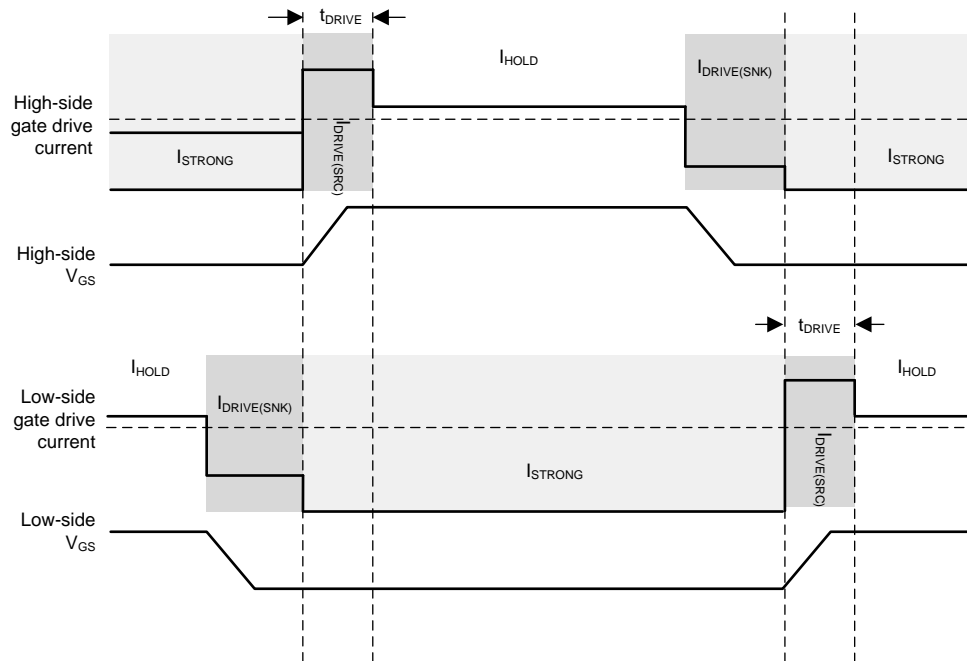 tDRIVE
IHOLD
IDRIVE(SNK)
High-side
gate drive
current
IDRIVE(SRC)
ISTRONG
ISTRONG
High-side
VGS
tDRIVE
IHOLD
IHOLD
IDRIVE(SNK)
Low-side
gate drive
current
IDRIVE(SRC)
ISTRONG
Low-side
VGS